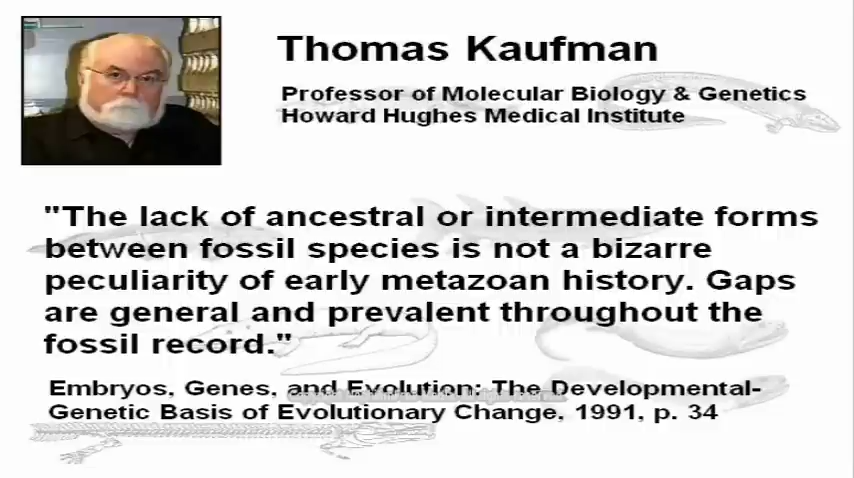 Thomas Kaufman
Professor of Molecular Biology & Genetics
Howard Hughes Medical Institute
"The lack of ancestral or intermediate forms
between fossil species is not a bizarre
peculiarity of early metazoan history. Gaps
are general and prevalent throughout the
fossil record."
Embryos, Genes, and Evolution: The Developmental-
Genetic Basis of Evolutionary Change, 1991, p. 34